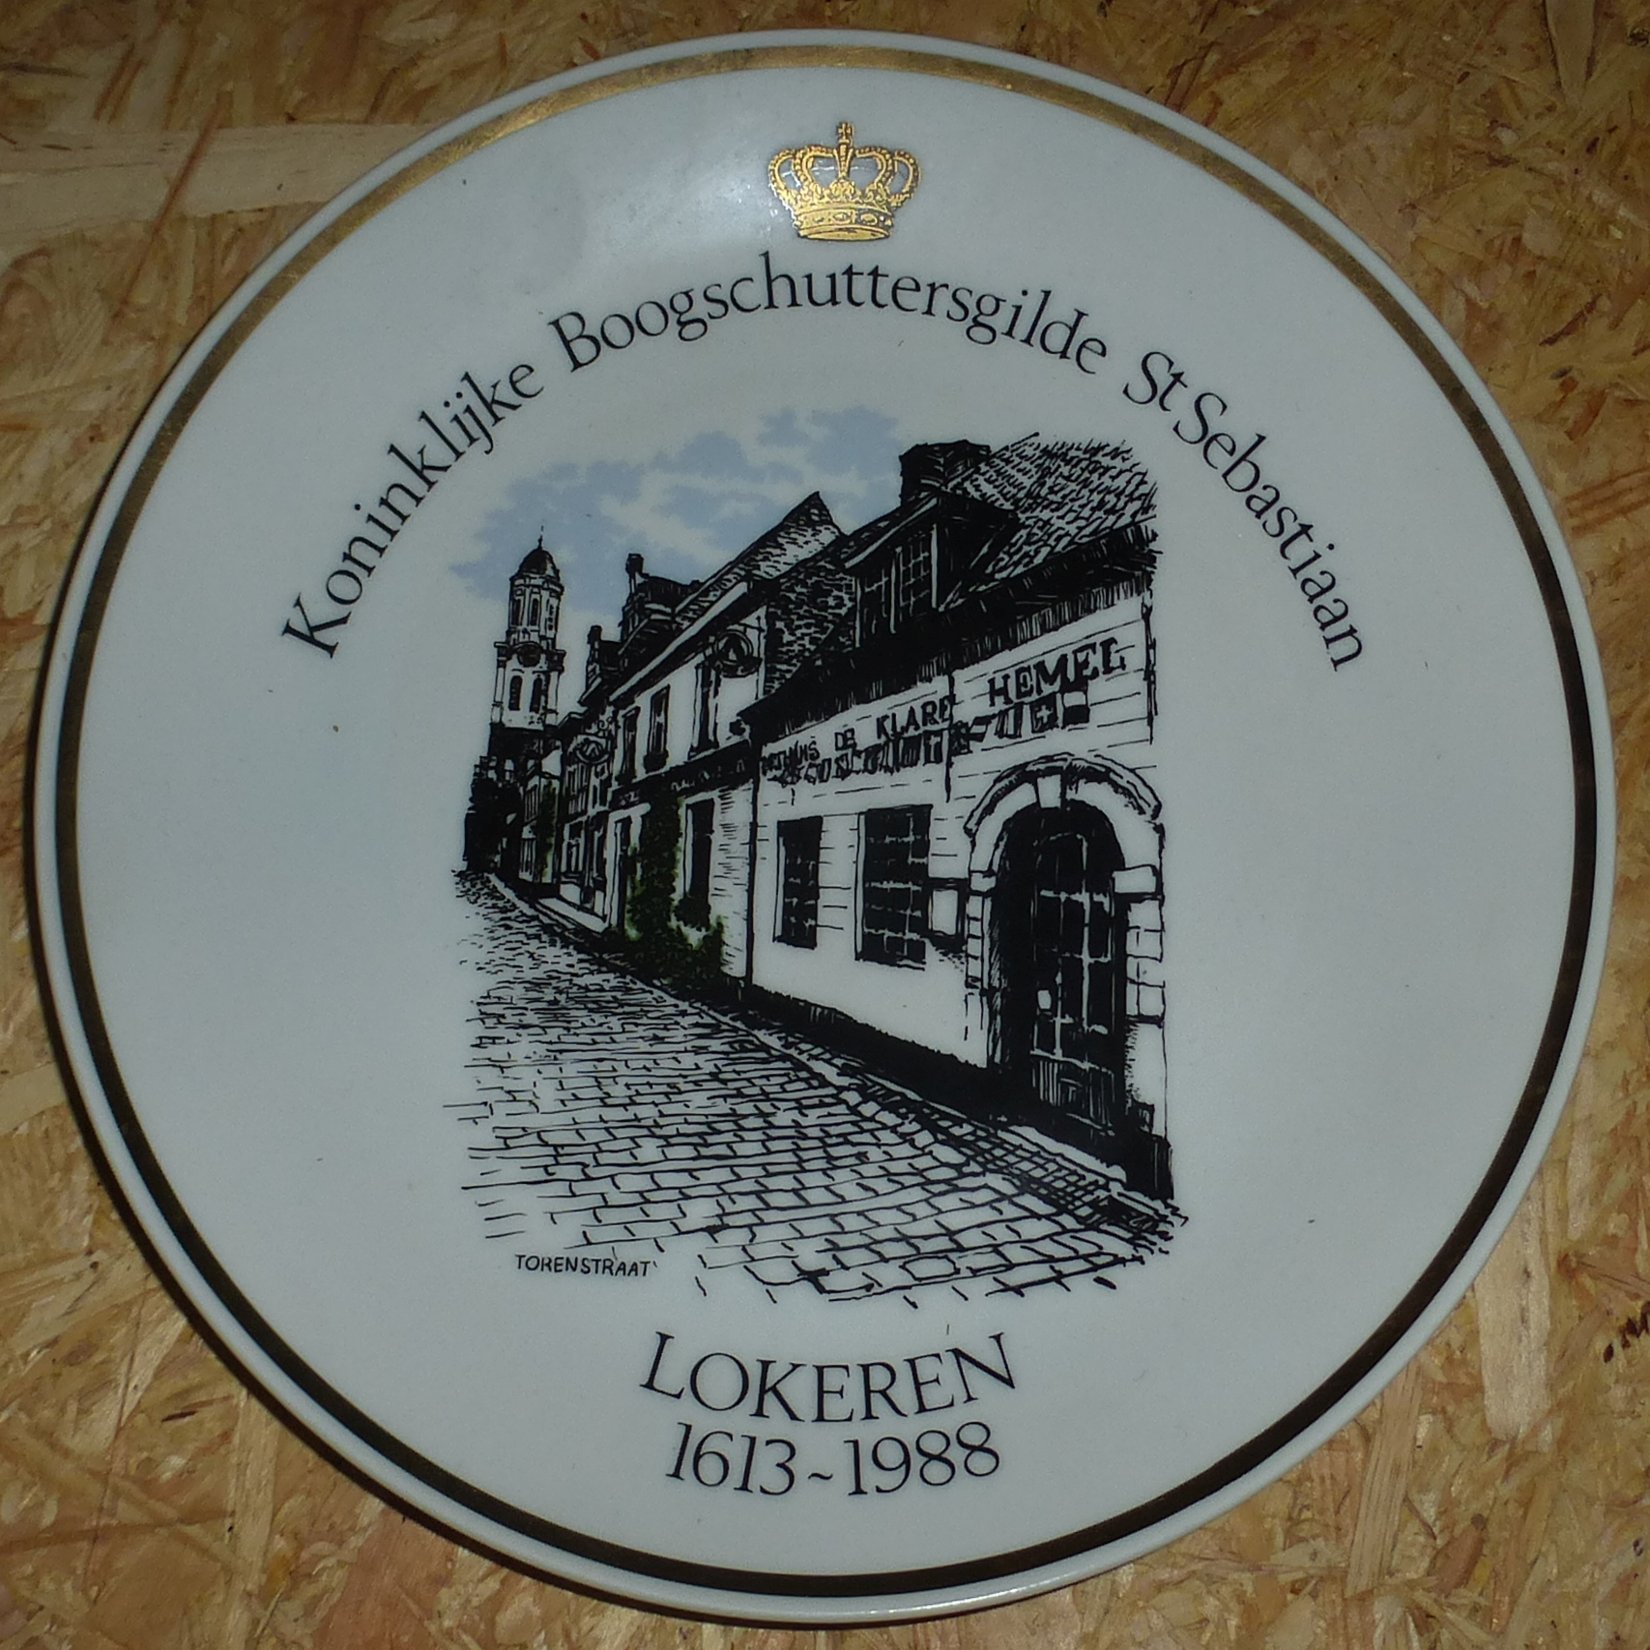 Koninklijke Boogschuttersgilde St Sebastiaan
DE KLARE HEMEL
TORENSTRAAT
LOKEREN
1613~1988